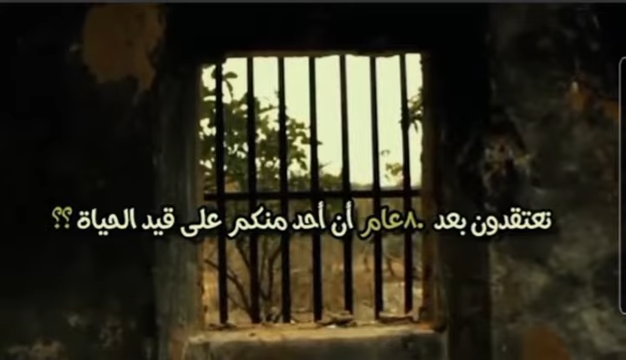 تعتقدون بعد ٨٠عام أن أحد منكم على قيد الحياة ؟؟